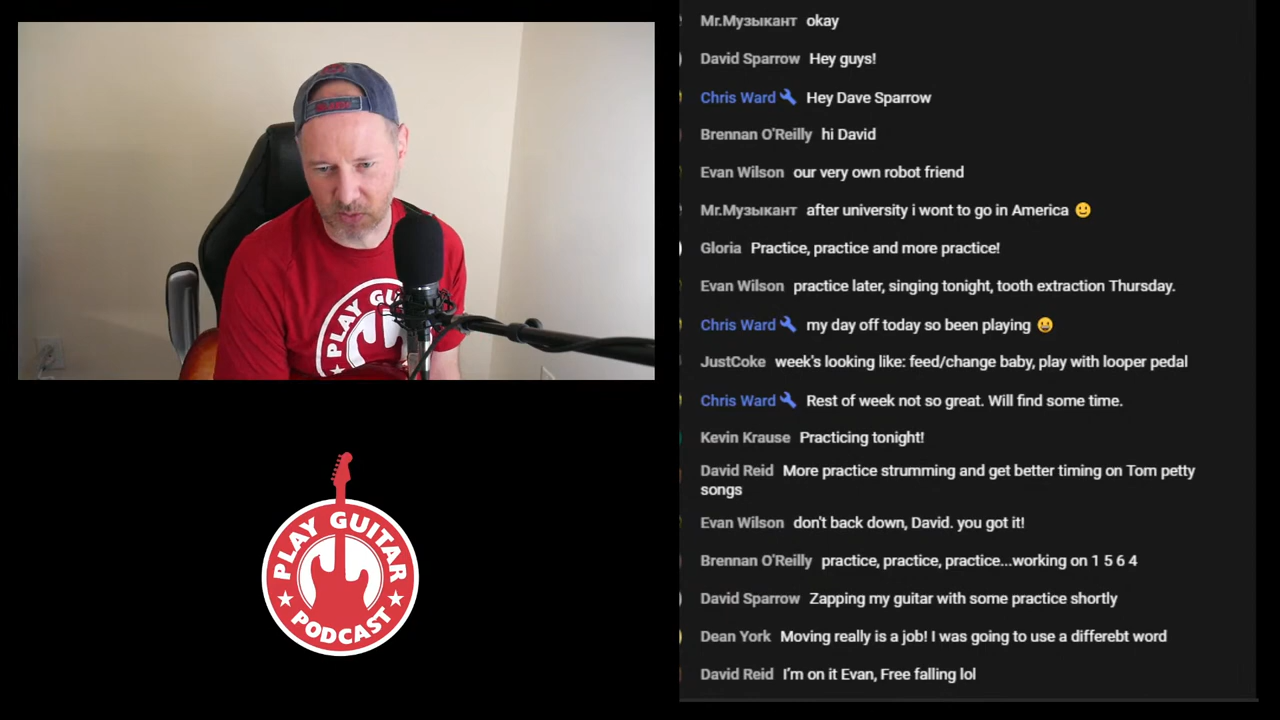 PLAY GU
Mr.Музыкант okay
David Sparrow Hey guys!
Chris Ward Hey Dave Sparrow
Brennan O'Reilly hi David
Evan Wilson our very own robot friend
Mr.Музыкант after university i wont to go in America 🙂
Gloria Practice, practice and more practice!
Evan Wilson practice later, singing tonight, tooth extraction Thursday.
Chris Ward my day off today so been playing 😀
JustCoke week's looking like: feed/change baby, play with looper pedal
Chris Ward Rest of week not so great. Will find some time.
Kevin Krause Practicing tonight!
David Reid More practice strumming and get better timing on Tom petty
songs
Evan Wilson don't back down, David. you got it!
Brennan O'Reilly practice, practice, practice...working on 1 5 6 4
David Sparrow Zapping my guitar with some practice shortly
Dean York Moving really is a job! I was going to use a differebt word
David Reid I'm on it Evan, Free falling lol
PLAY GUITAR
PODCAST